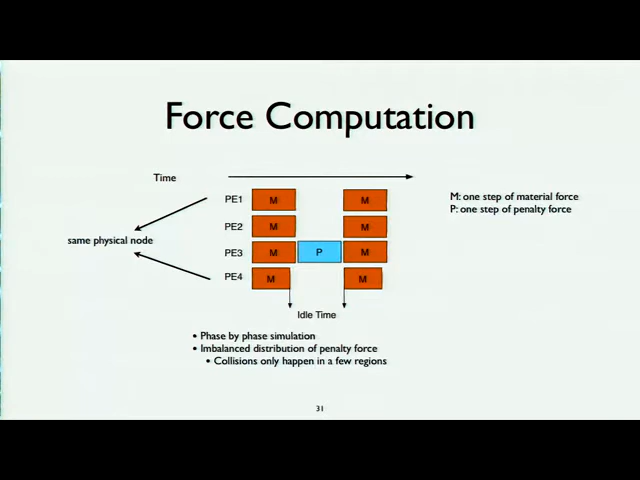 Force Computation
Time
PE1 M M
PE2 M M
PE3 M P M
PE4 M M
same physical node
M: one step of material force
P: one step of penalty force
Idle Time
• Phase by phase simulation
• Imbalanced distribution of penalty force
• Collisions only happen in a few regions
31